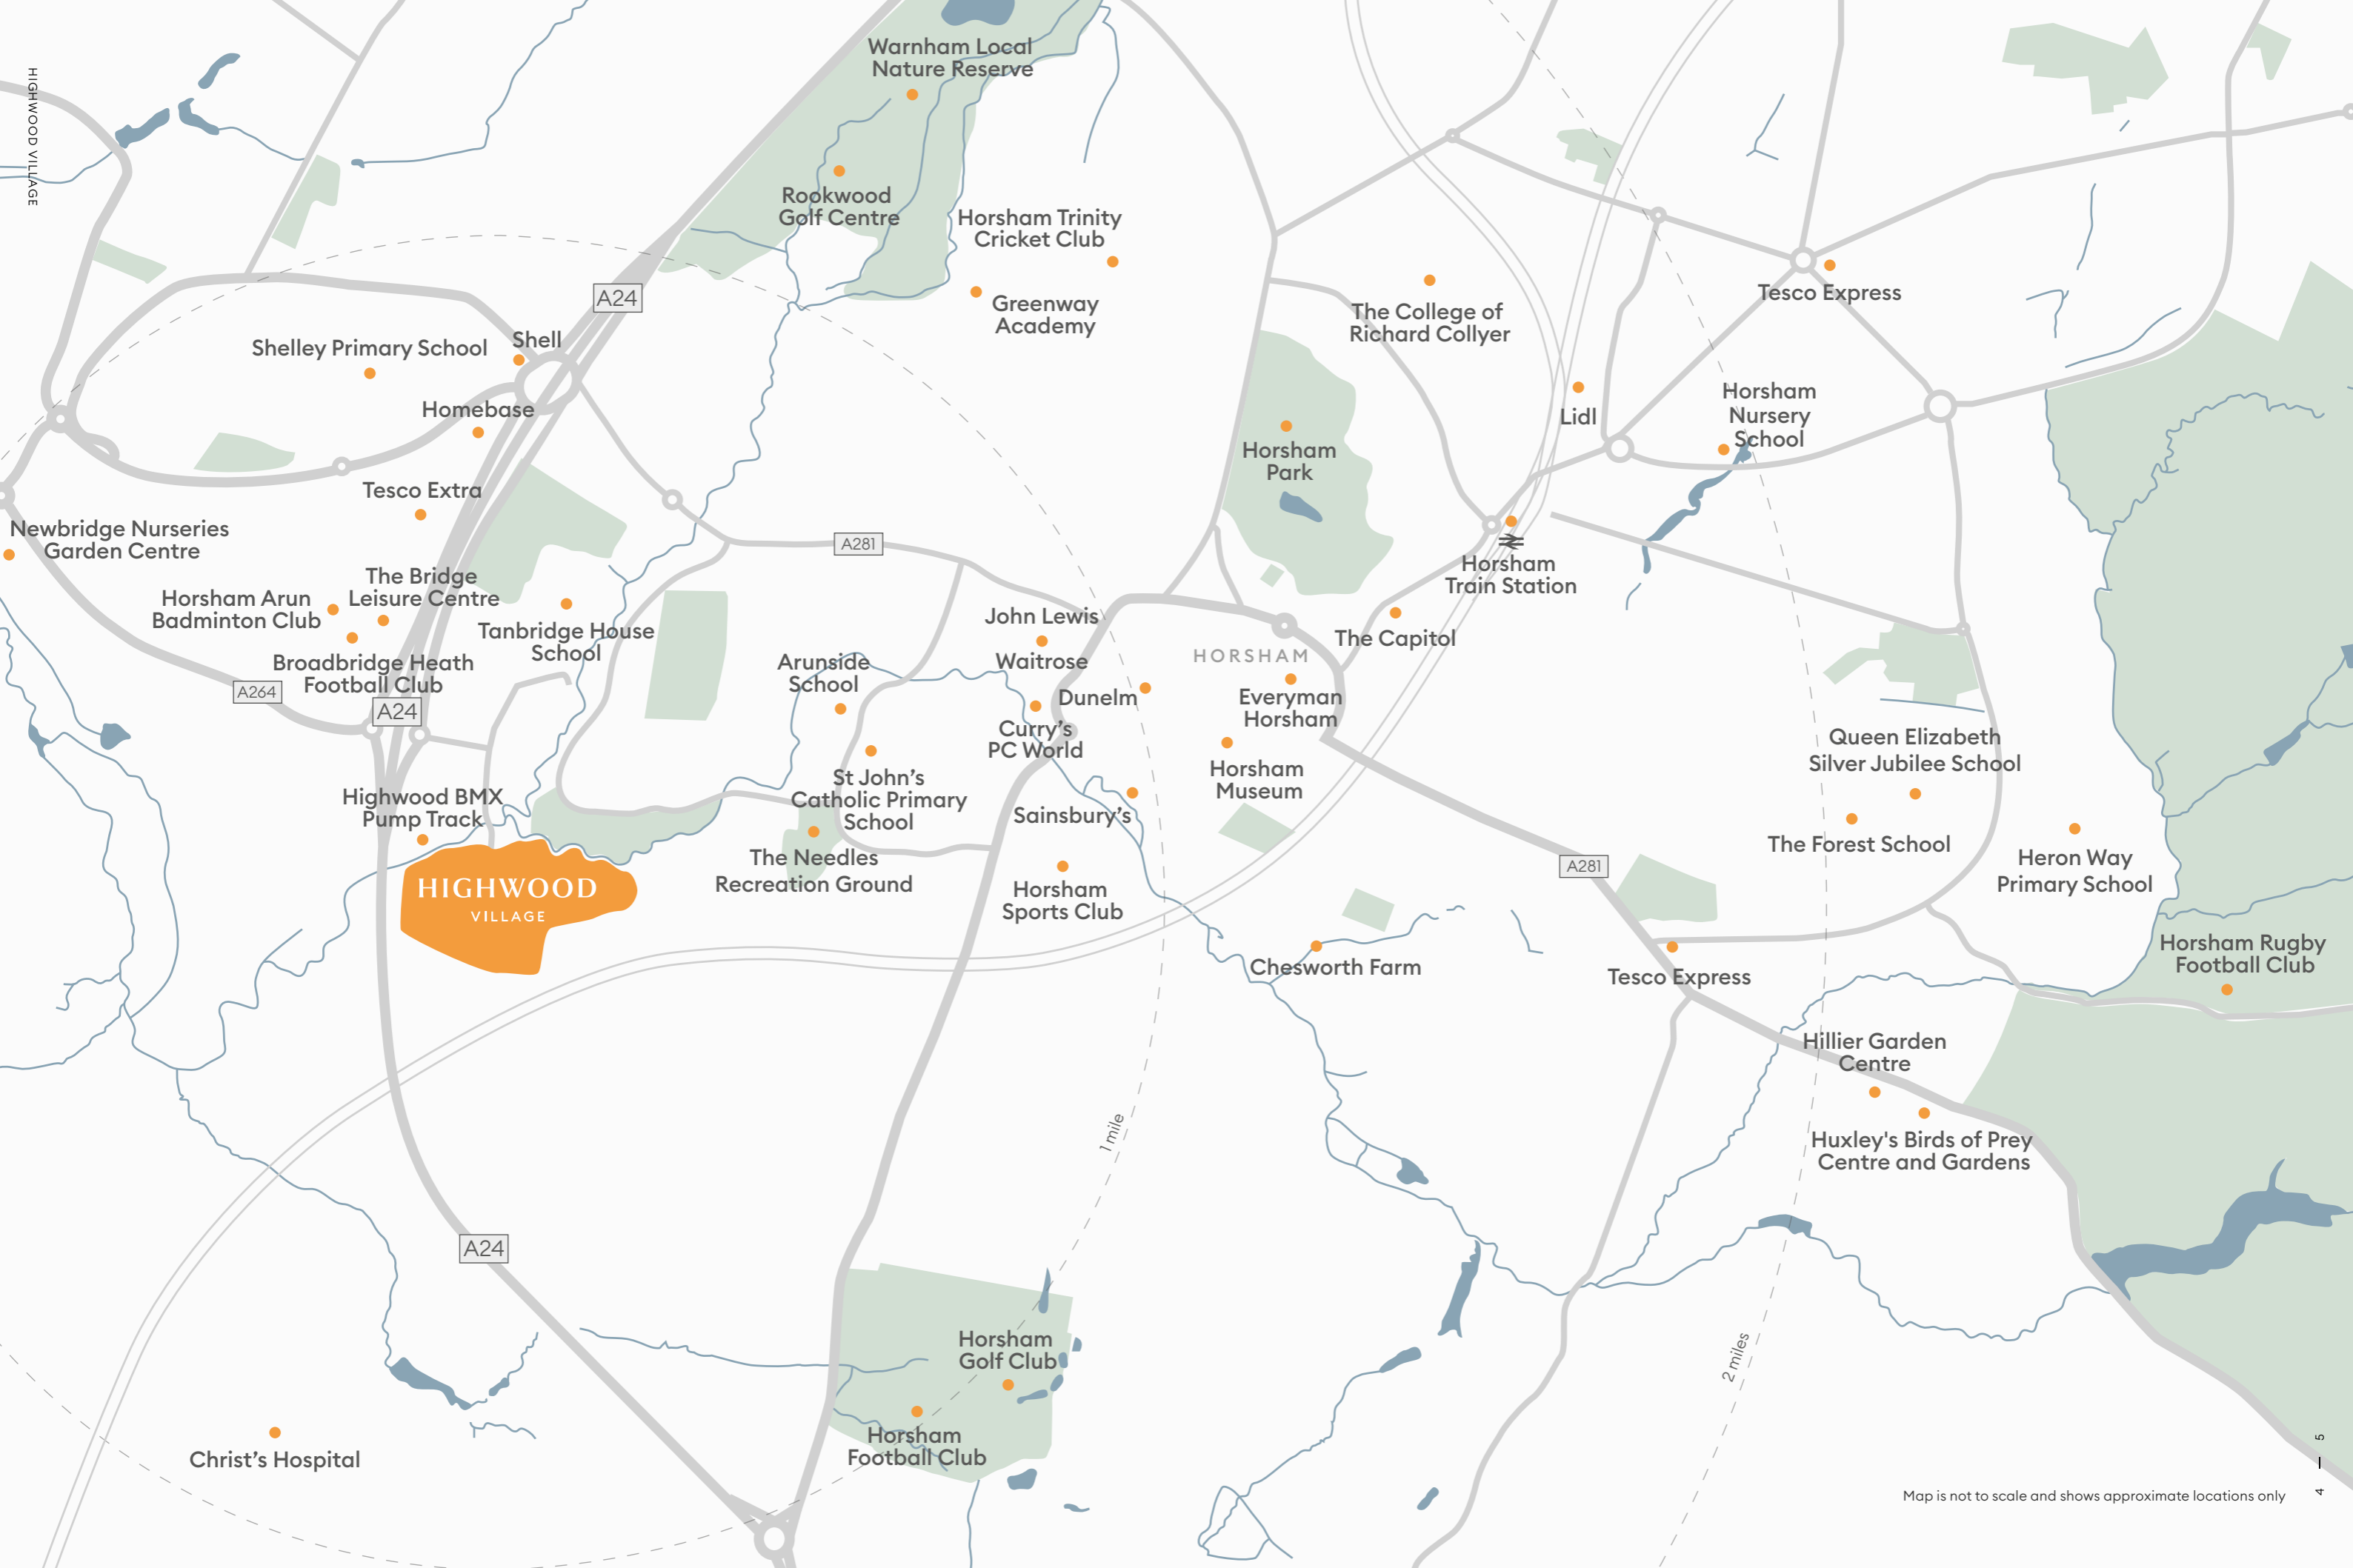 HIGHWOOD VILLAGE
Warnham Local
Nature Reserve
Rookwood
Golf Centre
Horsham Trinity
Cricket Club
Greenway
Academy
A24
Shell
Shelley Primary School
Homebase
Tesco Extra
Newbridge Nurseries
Garden Centre
The Bridge
Leisure Centre
Horsham Arun
Badminton Club
Broadbridge Heath
Football Club
Tanbridge House
School
A264
A24
A281
The College of
Richard Collyer
Tesco Express
Lidl
Horsham
Nursery
School
Horsham
Park
Horsham
Train Station
The Capitol
HORSHAM
John Lewis
Waitrose
Dunelm
Curry's
PC World
Everyman
Horsham
Horsham
Museum
Arunside
School
St John's
Catholic Primary
School
Sainsbury's
The Needles
Recreation Ground
Horsham
Sports Club
Highwood BMX
Pump Track
HIGHWOOD
VILLAGE
Queen Elizabeth
Silver Jubilee School
The Forest School
Heron Way
Primary School
A281
Chesworth Farm
Tesco Express
Horsham Rugby
Football Club
Hillier Garden
Centre
Huxley's Birds of Prey
Centre and Gardens
1 mile
2 miles
A24
Horsham
Golf Club
Horsham
Football Club
Christ's Hospital
Map is not to scale and shows approximate locations only
4 — 5